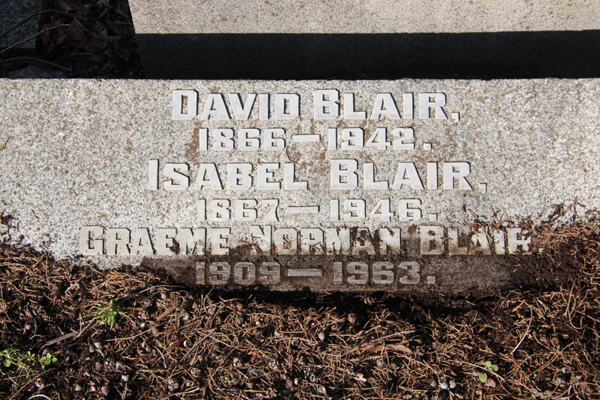 DAVID BLAIR,
1866—1942.
ISABEL BLAIR,
1867—1946.
GRAEME NORMAN BLAIR
1909—1963.